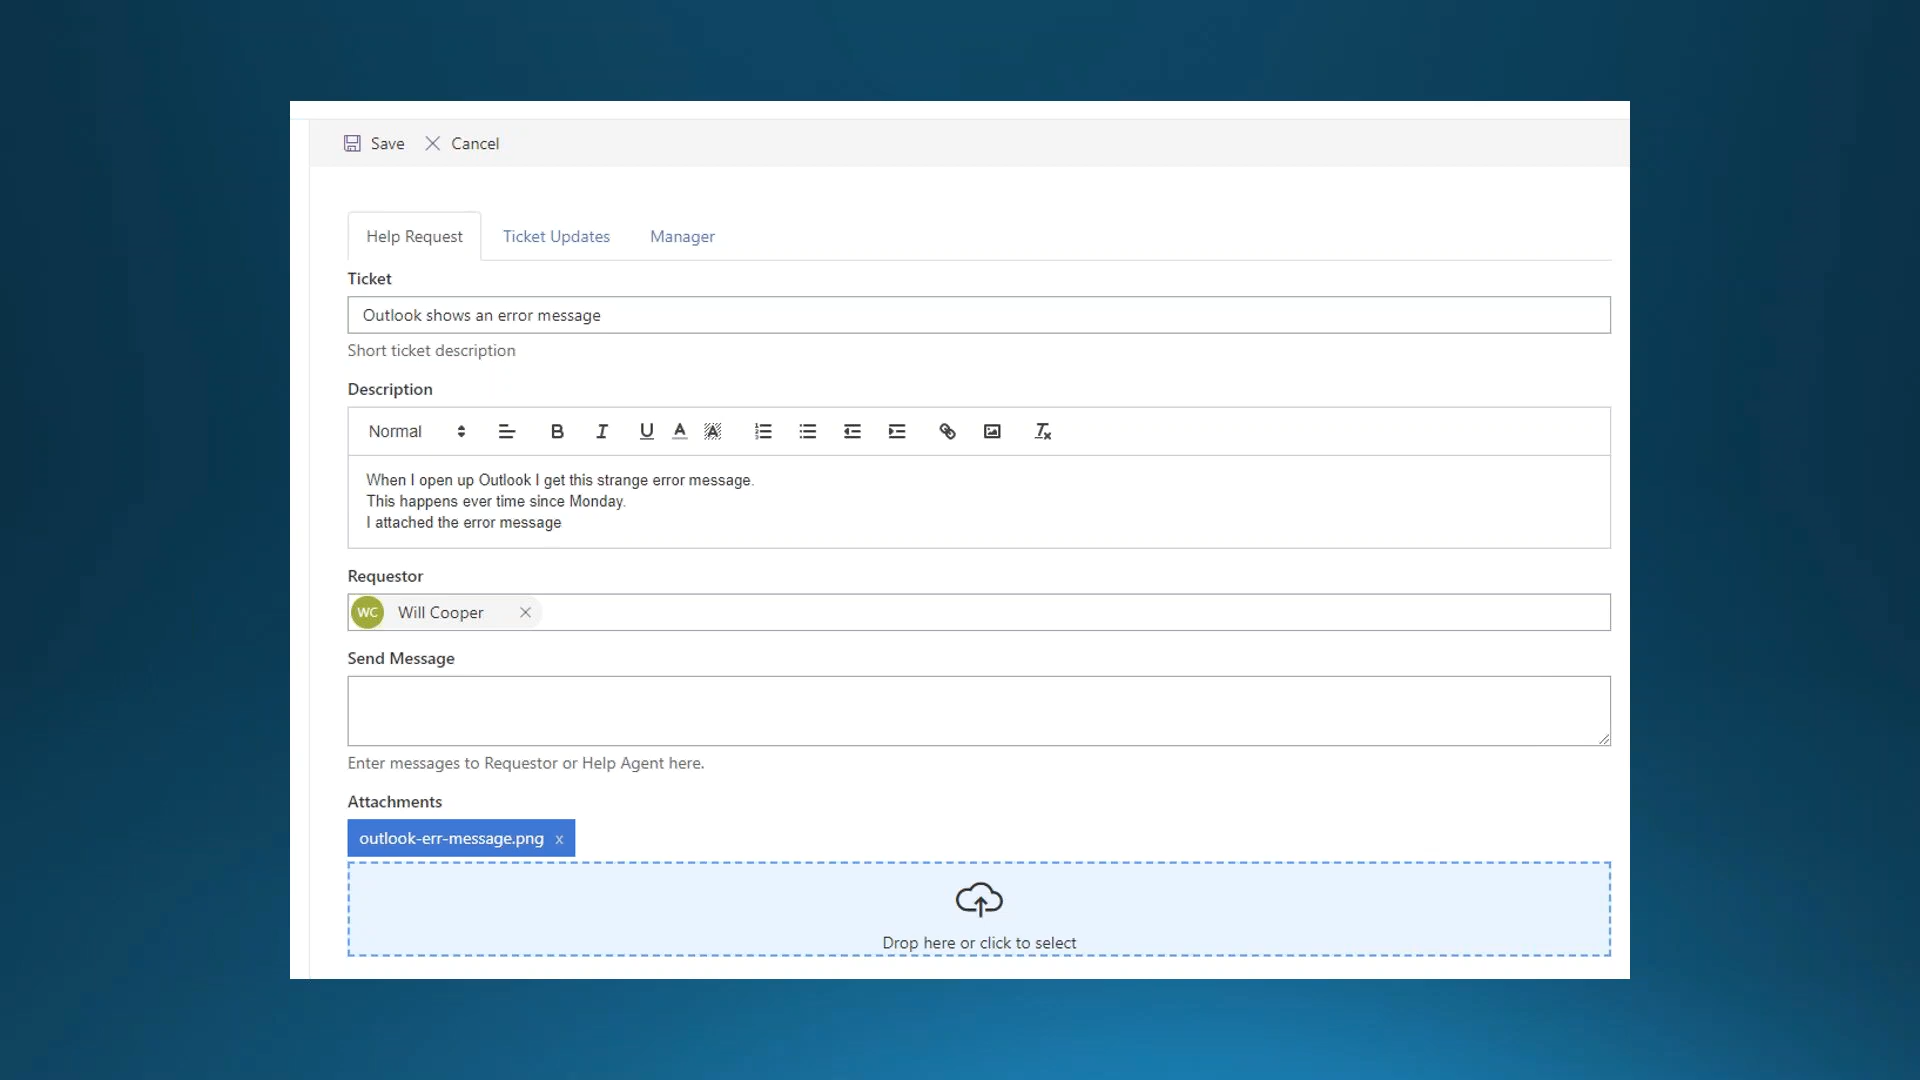 Save Cancel
Help Request Ticket Updates Manager
Ticket
Outlook shows an error message
Short ticket description
Description
Normal
When I open up Outlook I get this strange error message.
This happens ever time since Monday.
I attached the error message
Requestor
WC Will Cooper
Send Message
Enter messages to Requestor or Help Agent here.
Attachments
outlook-err-message.png x
Drop here or click to select